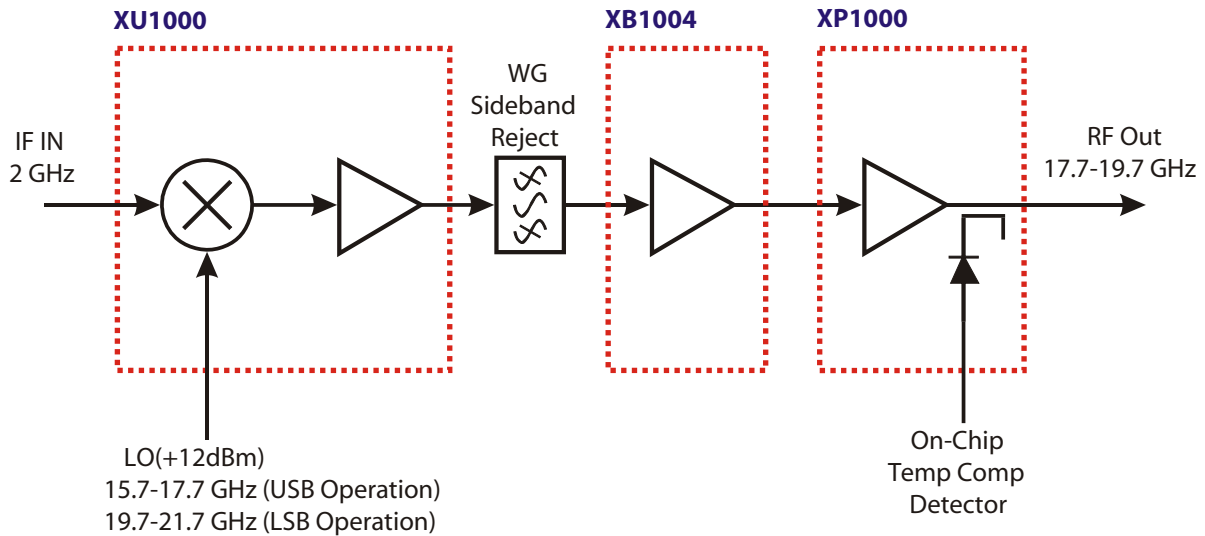 XU1000
XB1004
XP1000
WG
Sideband
Reject
IF IN
2 GHz
RF Out
17.7-19.7 GHz
LO(+12dBm)
15.7-17.7 GHz (USB Operation)
19.7-21.7 GHz (LSB Operation)
On-Chip
Temp Comp
Detector